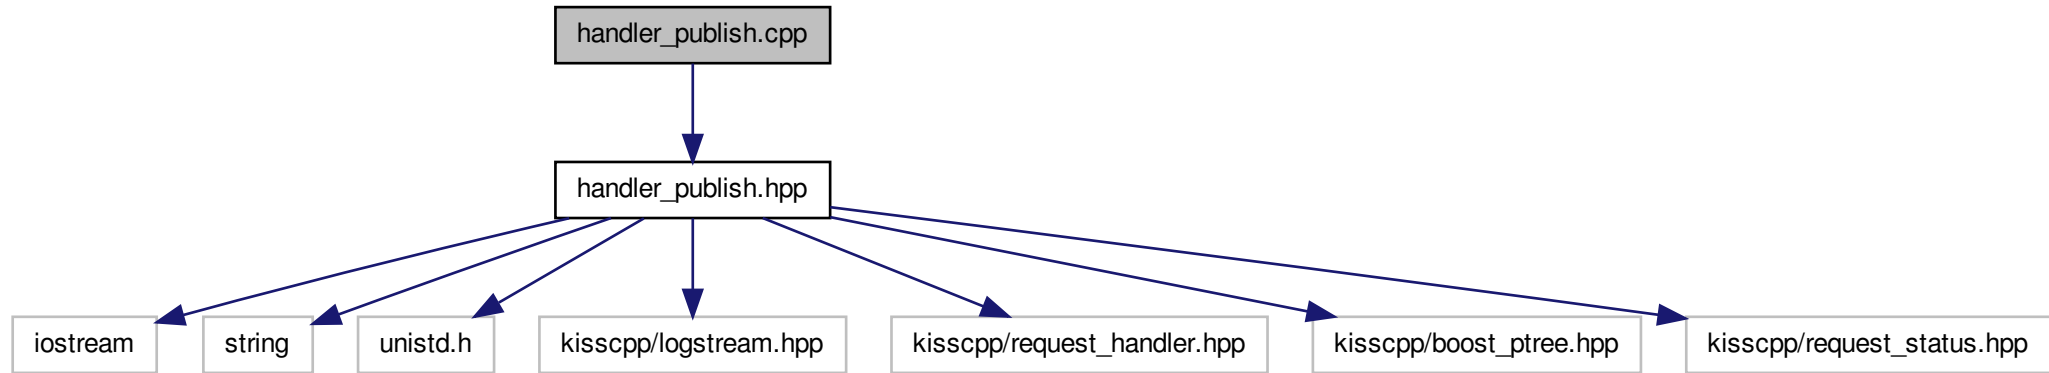 handler_publish.cpp
handler_publish.hpp
iostream
string
unistd.h
kisscpp/logstream.hpp
kisscpp/request_handler.hpp
kisscpp/boost_ptree.hpp
kisscpp/request_status.hpp